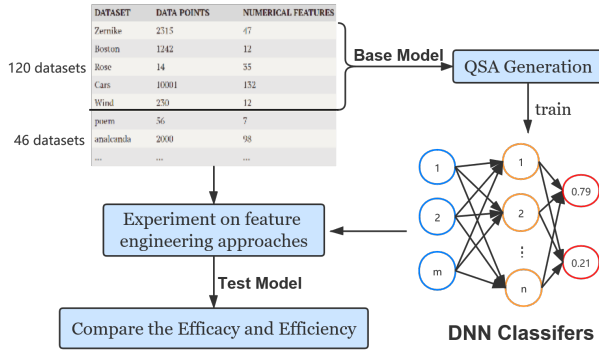 DATASET DATA POINTS NUMERICAL FEATURES
Zernike 2315 47
Boston 1242 12
Rose 14 35
Cars 10001 132
Wind 230 12
poem 56 7
analcanda 2000 98
... ... ...
120 datasets
46 datasets
Base Model
QSA Generation
train
1 1
0.79
2 2
⋮
0.21
m n
DNN Classifers
Experiment on feature
engineering approaches
Test Model
Compare the Efficacy and Efficiency